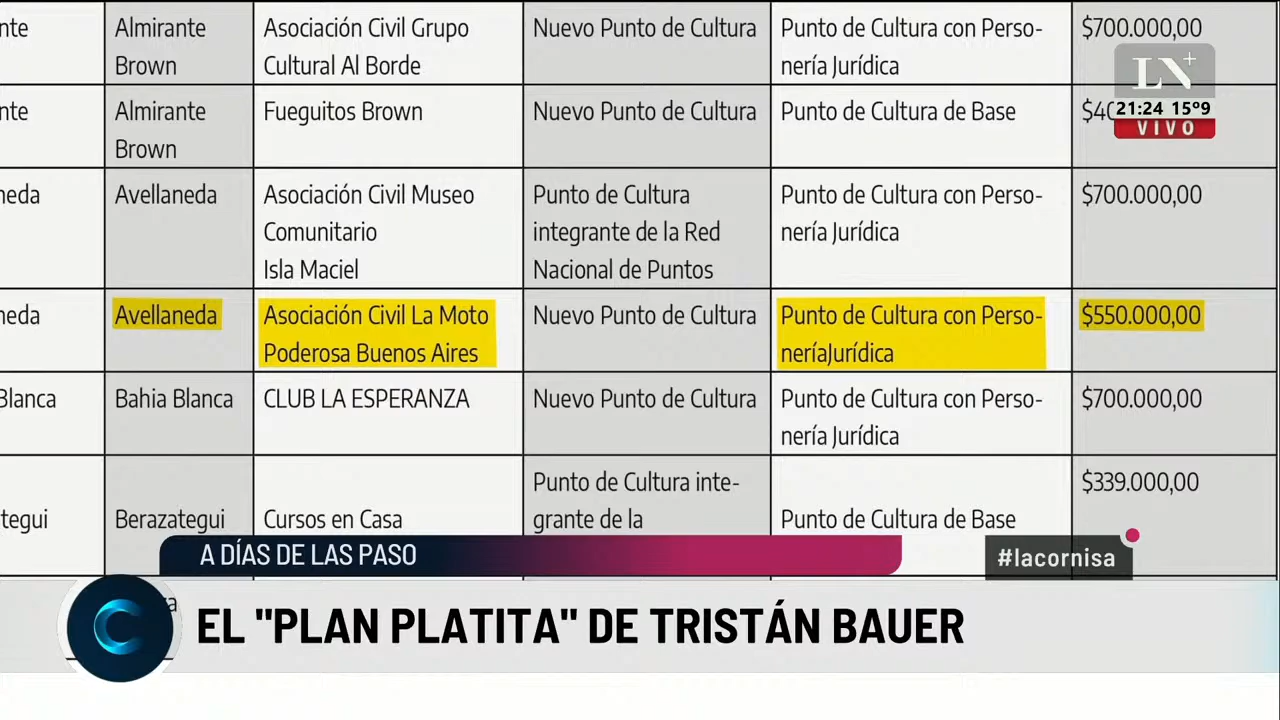 nte Almirante Asociación Civil Grupo Nuevo Punto de Cultura Punto de Cultura con Perso- $700.000,00
Brown Cultural Al Borde nería Jurídica
LN+
nte Almirante Fueguitos Brown Nuevo Punto de Cultura Punto de Cultura de Base $40
21:24 15º9
VIVO
Brown
neda Avellaneda Asociación Civil Museo Punto de Cultura Punto de Cultura con Perso- $700.000,00
Comunitario integrante de la Red nería Jurídica
Isla Maciel Nacional de Puntos
neda Avellaneda Asociación Civil La Moto Nuevo Punto de Cultura Punto de Cultura con Perso- $550.000,00
Poderosa Buenos Aires neríaJurídica
Blanca Bahia Blanca CLUB LA ESPERANZA Nuevo Punto de Cultura Punto de Cultura con Perso- $700.000,00
nería Jurídica
Punto de Cultura inte- $339.000,00
tegui Berazategui Cursos en Casa grante de la Punto de Cultura de Base
A DÍAS DE LAS PASO
#lacornisa
EL "PLAN PLATITA" DE TRISTÁN BAUER